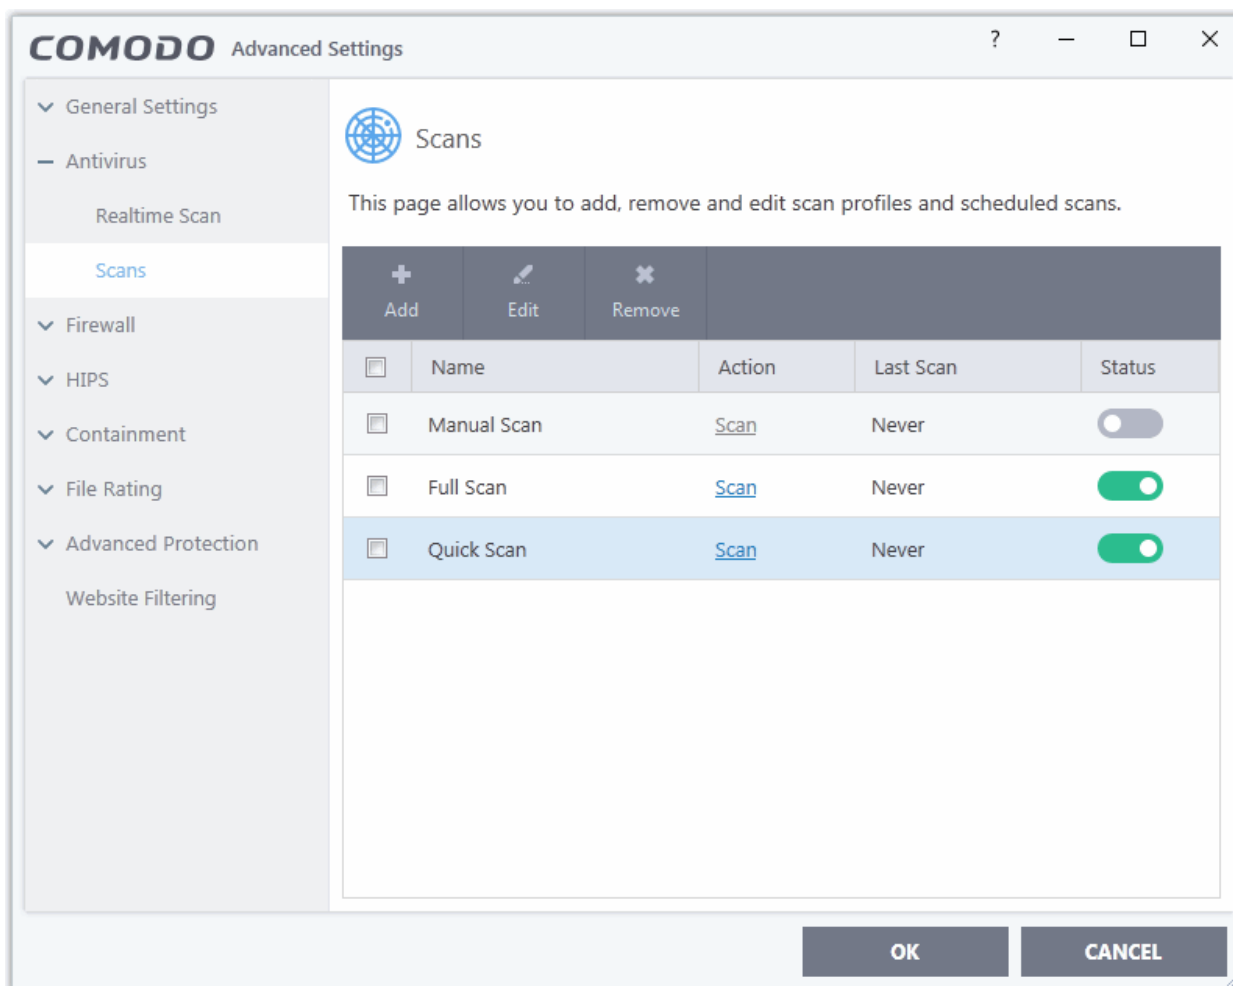 COMODO Advanced Settings ?
General Settings
Antivirus
Realtime Scan
Scans
Firewall
HIPS
Containment
File Rating
Advanced Protection
Website Filtering
Scans
This page allows you to add, remove and edit scan profiles and scheduled scans.
Add Edit Remove
Name Action Last Scan Status
Manual Scan Scan Never
Full Scan Scan Never
Quick Scan Scan Never
OK CANCEL